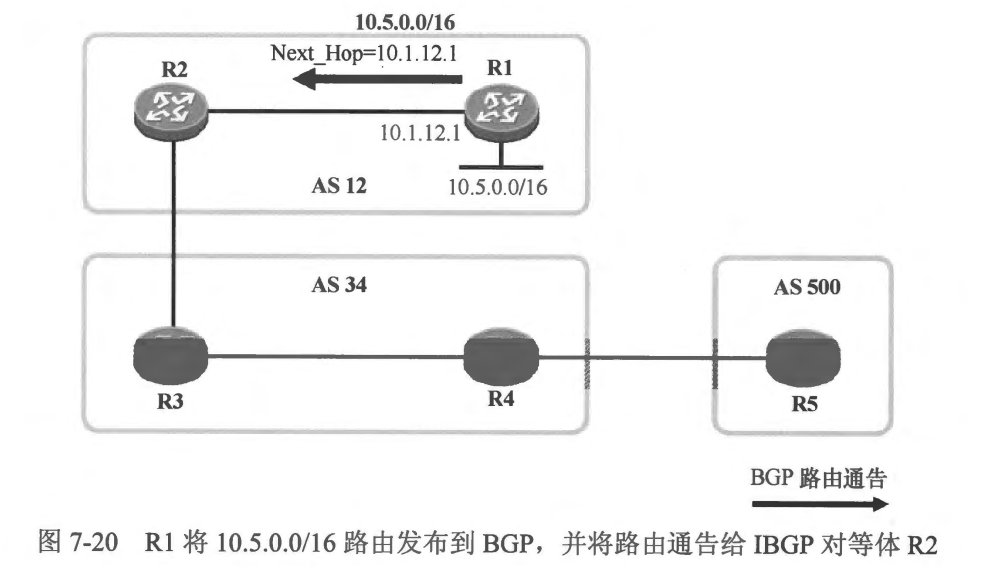 10.5.0.0/16
Next_Hop=10.1.12.1
R2
R1
10.1.12.1
AS 12
10.5.0.0/16
AS 34
AS 500
R3
R4
R5
BGP 路由通告
图 7-20 R1 将 10.5.0.0/16 路由发布到 BGP，并将路由通告给 IBGP 对等体 R2